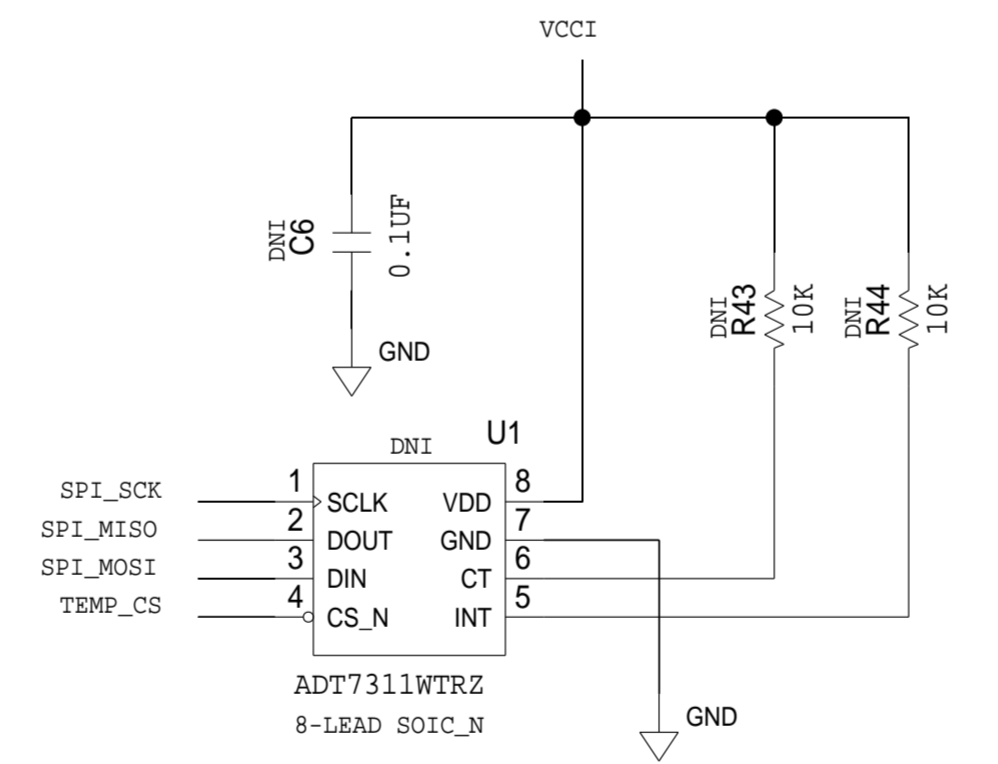 VCCI
DNI
C6
0.1UF
GND
DNI
R43
10K
DNI
R44
10K
DNI
U1
SPI_SCK
1
SCLK
VDD
8
SPI_MISO
2
DOUT
GND
7
SPI_MOSI
3
DIN
CT
6
TEMP_CS
4
CS_N
INT
5
ADT7311WTRZ
8-LEAD SOIC_N
GND